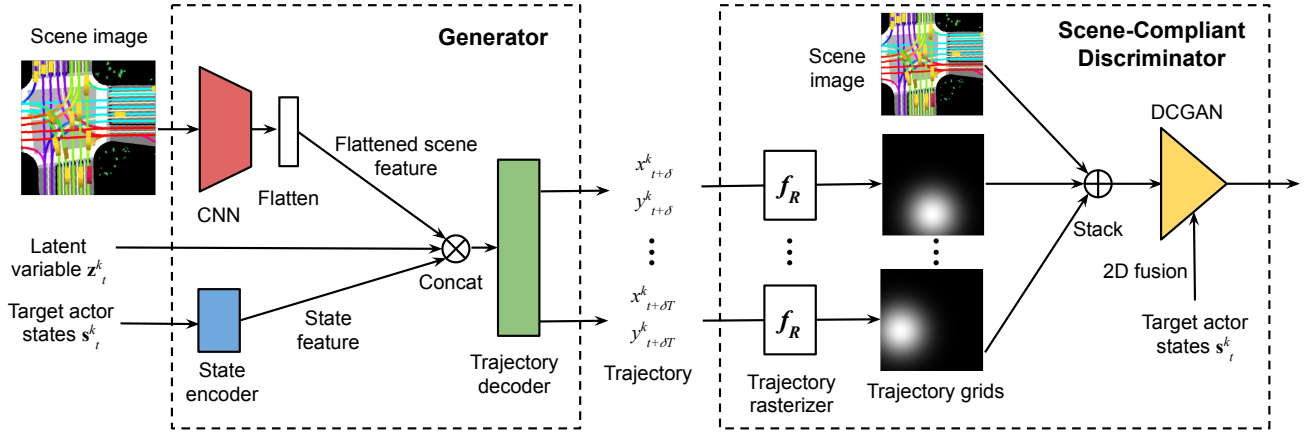 Scene image
Generator
CNN
Flatten
Flattened scene
feature
Latent
variable z^k_t
Target actor
states s^k_t
State
encoder
State
feature
Concat
Trajectory
decoder
x^k_{t+δ}
y^k_{t+δ}
x^k_{t+δT}
y^k_{t+δT}
Trajectory
Scene-Compliant
Discriminator
Scene
image
f_R
f_R
Trajectory
rasterizer
Trajectory grids
Stack
DCGAN
2D fusion
Target actor
states s^k_t